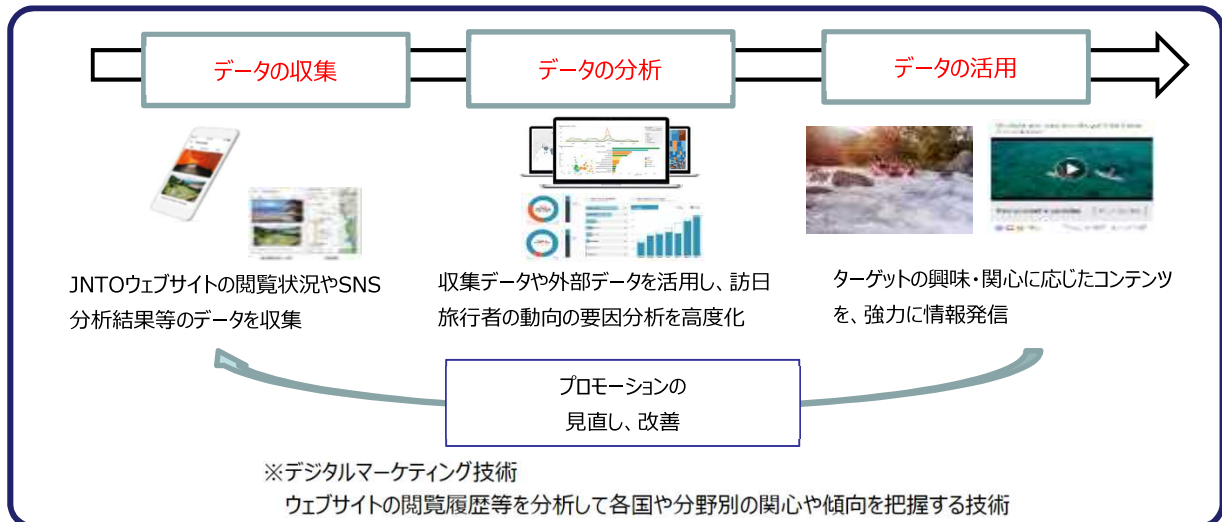 データの収集
データの分析
データの活用
JNTOウェブサイトの閲覧状況やSNS
分析結果等のデータを収集
収集データや外部データを活用し、訪日
旅行者の動向の要因分析を高度化
ターゲットの興味・関心に応じたコンテンツ
を、強力に情報発信
プロモーションの
見直し、改善
※デジタルマーケティング技術
ウェブサイトの閲覧履歴等を分析して各国や分野別の関心や傾向を把握する技術